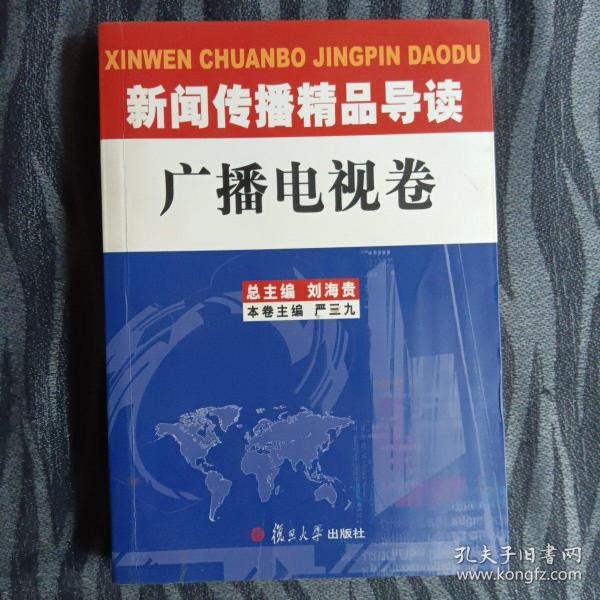 XINWEN CHUANBO JINGPIN DAODU
新闻传播精品导读
广播电视卷
总主编 刘海贵
本卷主编 严三九
復旦大学出版社
孔夫子旧书网
www.kongfz.com